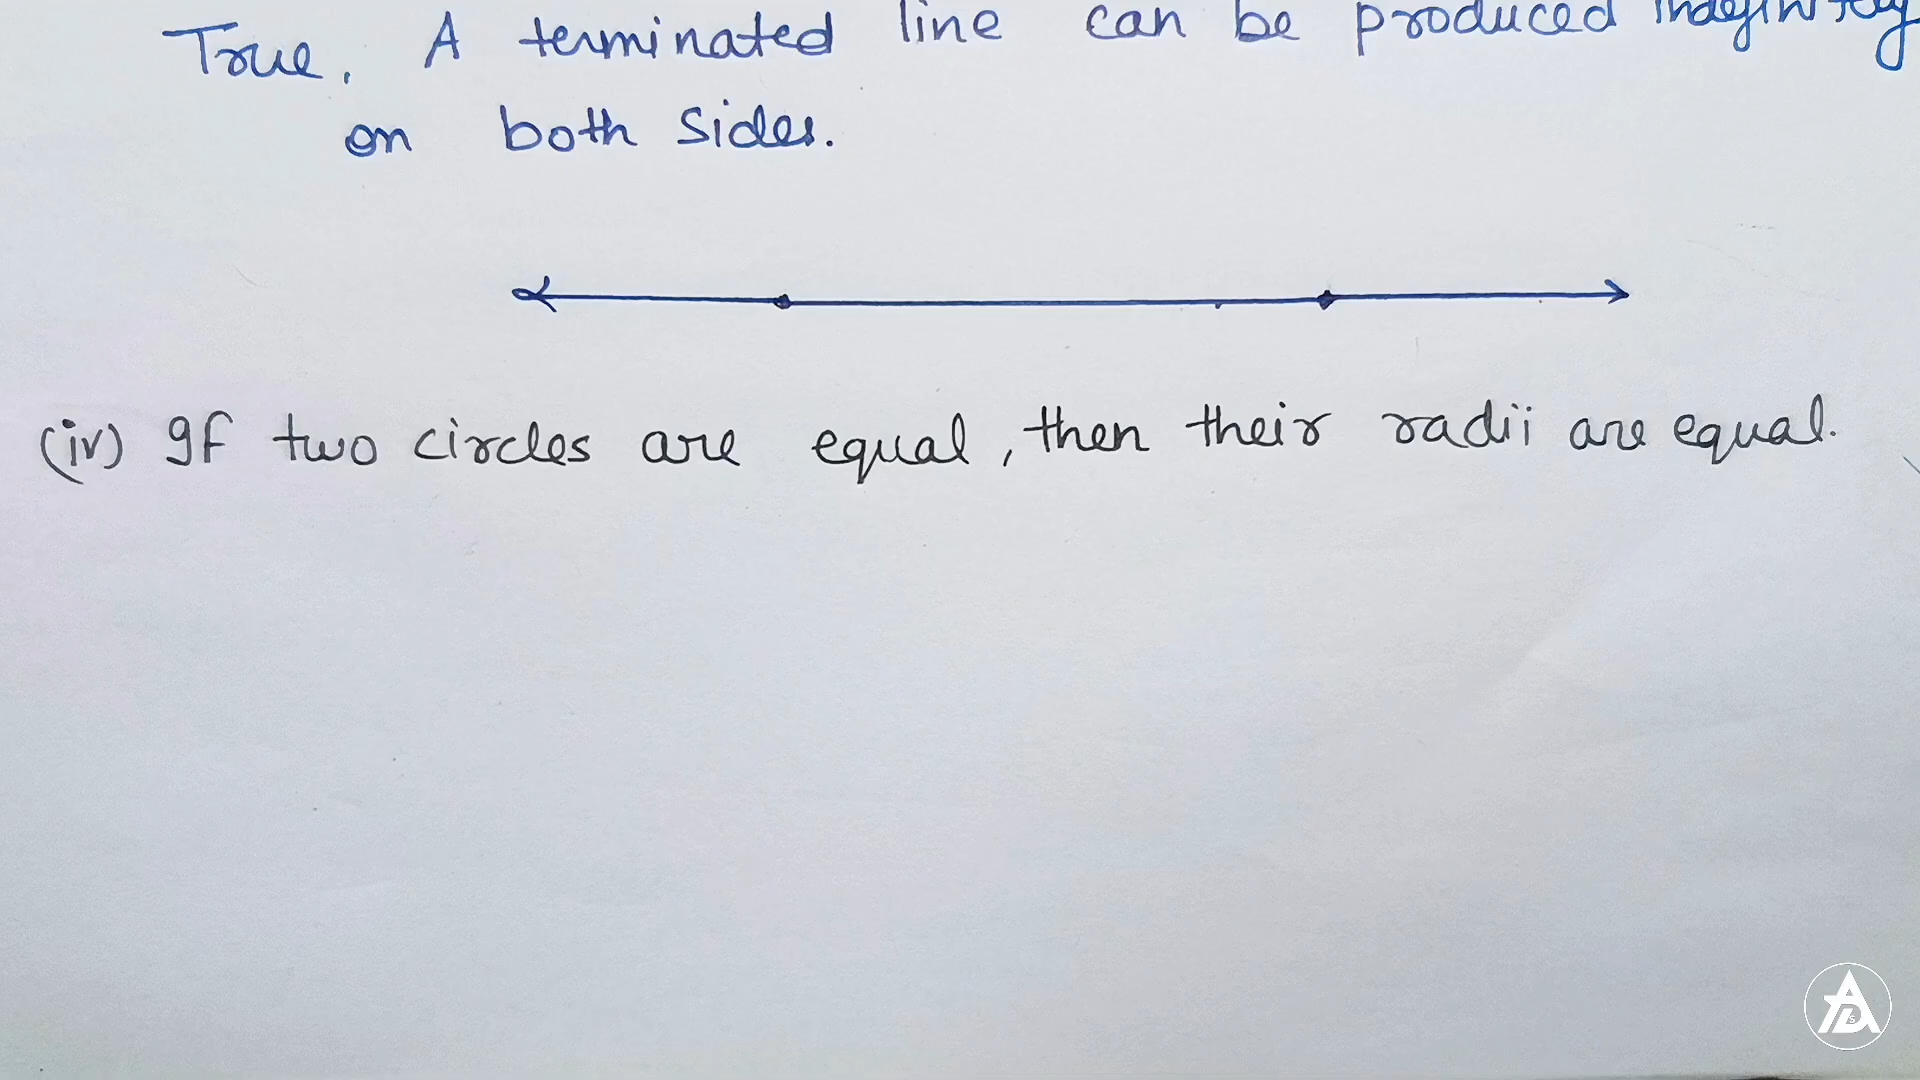 True. A terminated line can be produced indefinitely
on both sides.
(iv) If two circles are equal, then their radii are equal.